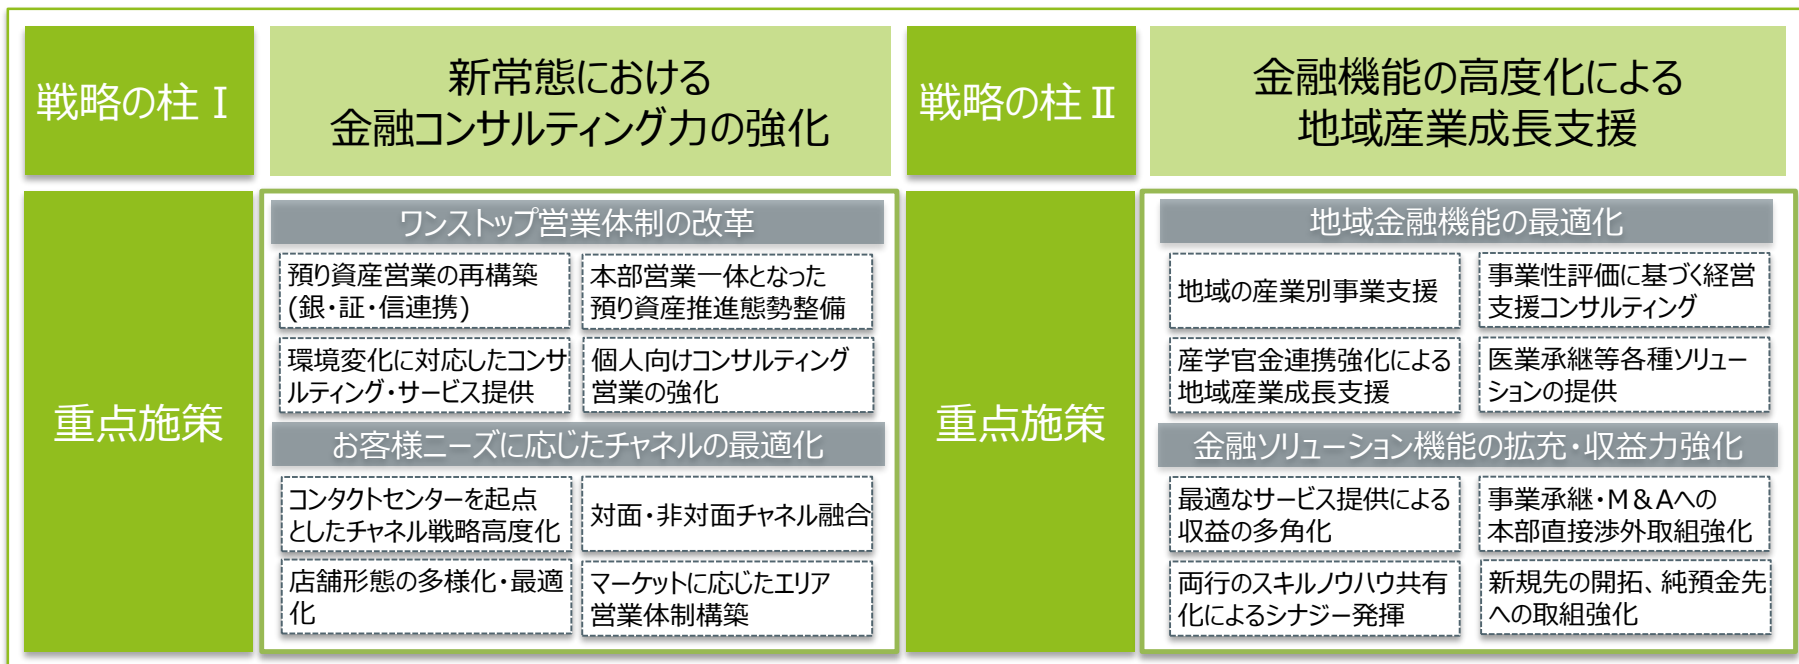 戦略の柱Ⅰ
新常態における
金融コンサルティング力の強化
重点施策
ワンストップ営業体制の改革
預り資産営業の再構築
(銀・証・信連携)
本部営業一体となった
預り資産推進態勢整備
環境変化に対応したコンサ
ルティング・サービス提供
個人向けコンサルティング
営業の強化
お客様ニーズに応じたチャネルの最適化
コンタクトセンターを起点
としたチャネル戦略高度化
対面・非対面チャネル融合
店舗形態の多様化・最適
化
マーケットに応じたエリア
営業体制構築
戦略の柱Ⅱ
金融機能の高度化による
地域産業成長支援
重点施策
地域金融機能の最適化
地域の産業別事業支援
事業性評価に基づく経営
支援コンサルティング
産学官金連携強化による
地域産業成長支援
医業承継等各種ソリュー
ションの提供
金融ソリューション機能の拡充・収益力強化
最適なサービス提供による
収益の多角化
事業承継・M&Aへの
本部直接渉外取組強化
両行のスキルノウハウ共有
化によるシナジー発揮
新規先の開拓、純預金先
への取組強化